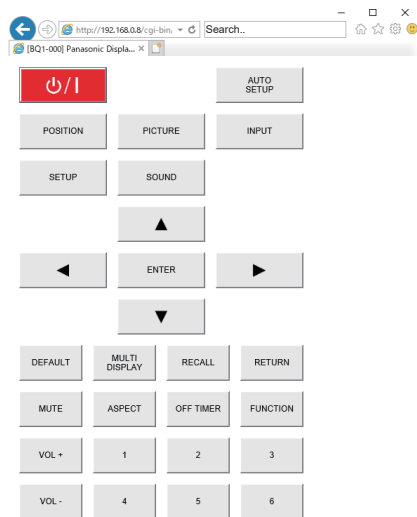 http://192.168.0.8/cgi-bin/
Search..
[BQ1-000] Panasonic Displa...
AUTO
SETUP
POSITION
PICTURE
INPUT
SETUP
SOUND
ENTER
DEFAULT
MULTI
DISPLAY
RECALL
RETURN
MUTE
ASPECT
OFF TIMER
FUNCTION
VOL +
1
2
3
VOL -
4
5
6